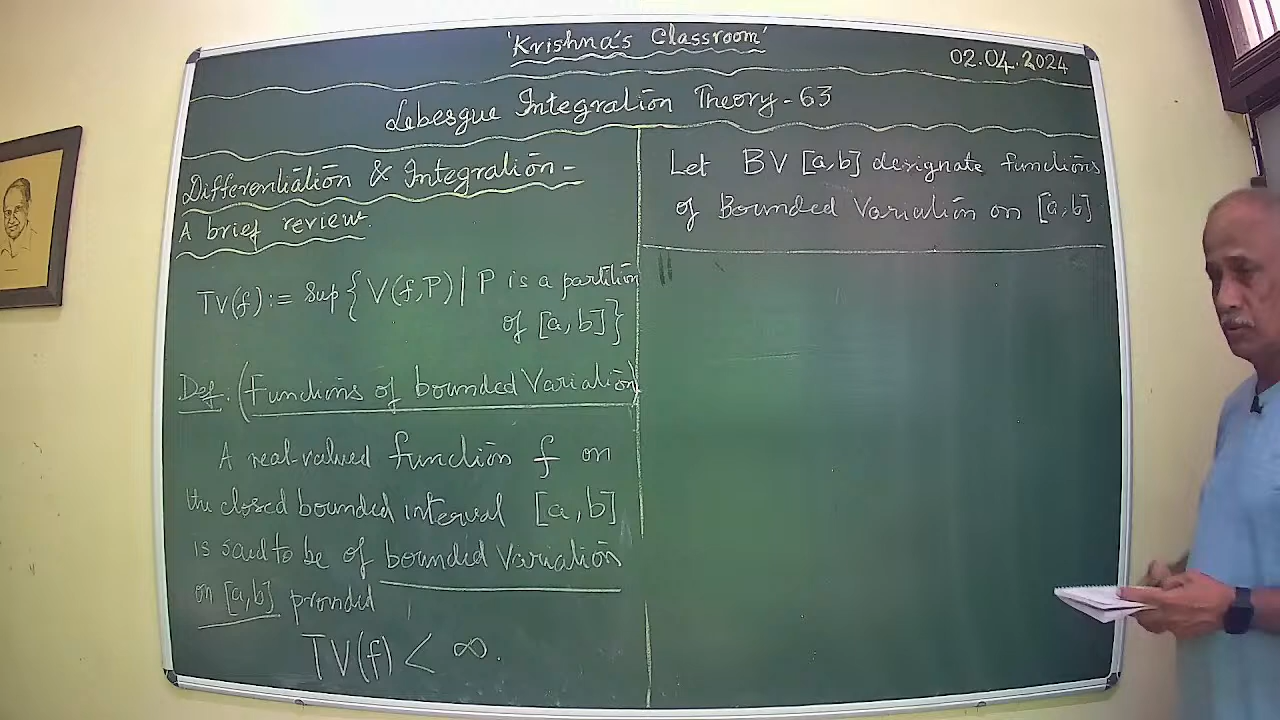 'Krishna's Classroom'
02.04.2024
Lebesgue Integration Theory - 63
Differentiation & Integration -
A brief review.
TV(f) := Sup { V(f,P) | P is a partition
of [a,b] }
Def. (Functions of bounded Variation)
A real-valued function f on
the closed bounded interval [a,b]
is said to be of bounded Variation
on [a,b] provided
TV(f) < ∞.
Let BV [a,b] designate functions
of Bounded Variation on [a,b]